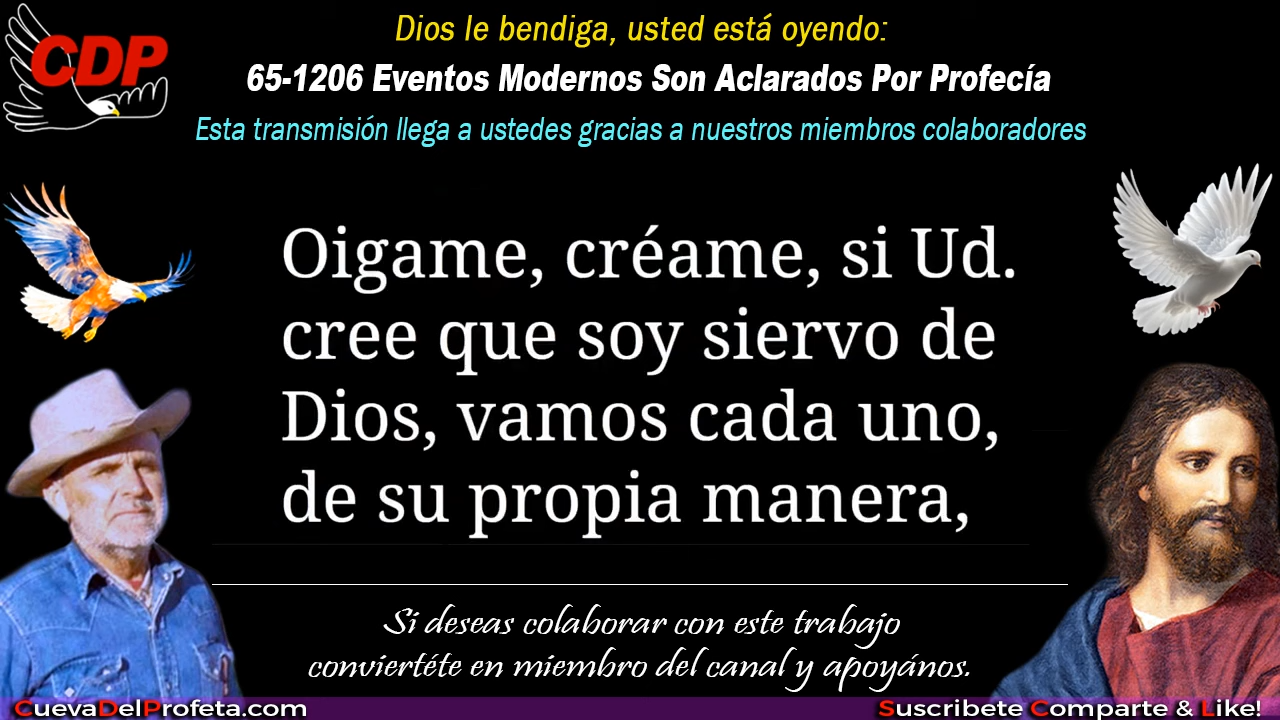 CDP
Dios le bendiga, usted está oyendo:
65-1206 Eventos Modernos Son Aclarados Por Profecía
Esta transmisión llega a ustedes gracias a nuestros miembros colaboradores
Oigame, créame, si Ud.
cree que soy siervo de
Dios, vamos cada uno,
de su propia manera,
Si deseas colaborar con este trabajo
conviertéte en miembro del canal y apoyános.
CuevaDelProfeta.com
Suscribete Comparte & Like!